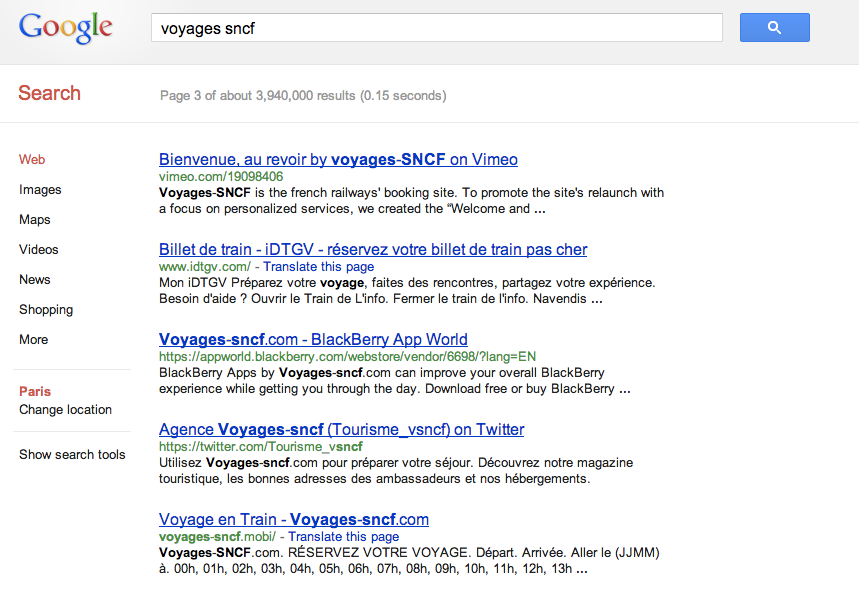 Google
voyages sncf
Search
Page 3 of about 3,940,000 results (0.15 seconds)
Web
Images
Maps
Videos
News
Shopping
More
Paris
Change location
Show search tools
Bienvenue, au revoir by voyages-SNCF on Vimeo
vimeo.com/19098406
Voyages-SNCF is the french railways' booking site. To promote the site's relaunch with
a focus on personalized services, we created the “Welcome and ...
Billet de train - iDTGV - réservez votre billet de train pas cher
www.idtgv.com/ - Translate this page
Mon iDTGV Préparez votre voyage, faites des rencontres, partagez votre expérience.
Besoin d'aide ? Ouvrir le Train de L'info. Fermer le train de l'info. Navendis ...
Voyages-sncf.com - BlackBerry App World
https://appworld.blackberry.com/webstore/vendor/6698/?lang=EN
BlackBerry Apps by Voyages-sncf.com can improve your overall BlackBerry
experience while getting you through the day. Download free or buy BlackBerry ...
Agence Voyages-sncf (Tourisme_vsncf) on Twitter
https://twitter.com/Tourisme_vsncf
Utilisez Voyages-sncf.com pour préparer votre séjour. Découvrez notre magazine
touristique, les bonnes adresses des ambassadeurs et nos hébergements.
Voyage en Train - Voyages-sncf.com
voyages-sncf.mobi/ - Translate this page
Voyages-SNCF.com. RÉSERVEZ VOTRE VOYAGE. Départ. Arrivée. Aller le (JJMM)
à. 00h, 01h, 02h, 03h, 04h, 05h, 06h, 07h, 08h, 09h, 10h, 11h, 12h, 13h ...